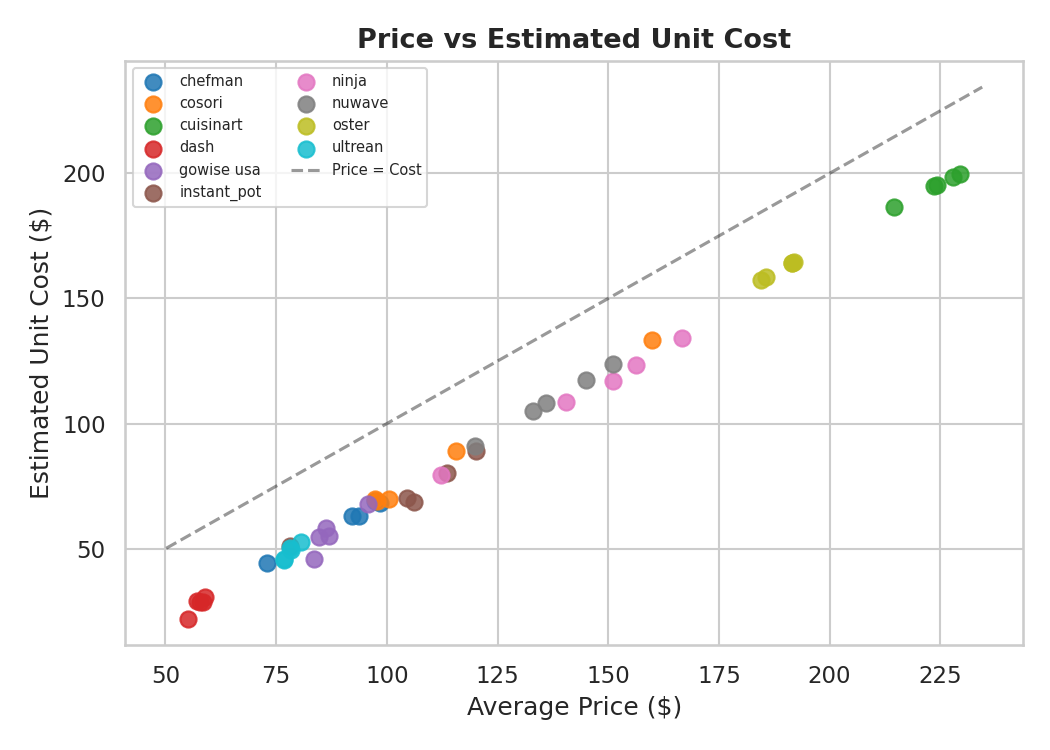 Price vs Estimated Unit Cost
chefman
cosori
cuisinart
dash
gowise usa
instant_pot
ninja
nuwave
oster
ultrean
Price = Cost
Estimated Unit Cost ($)
200
150
100
50
50 75 100 125 150 175 200 225
Average Price ($)